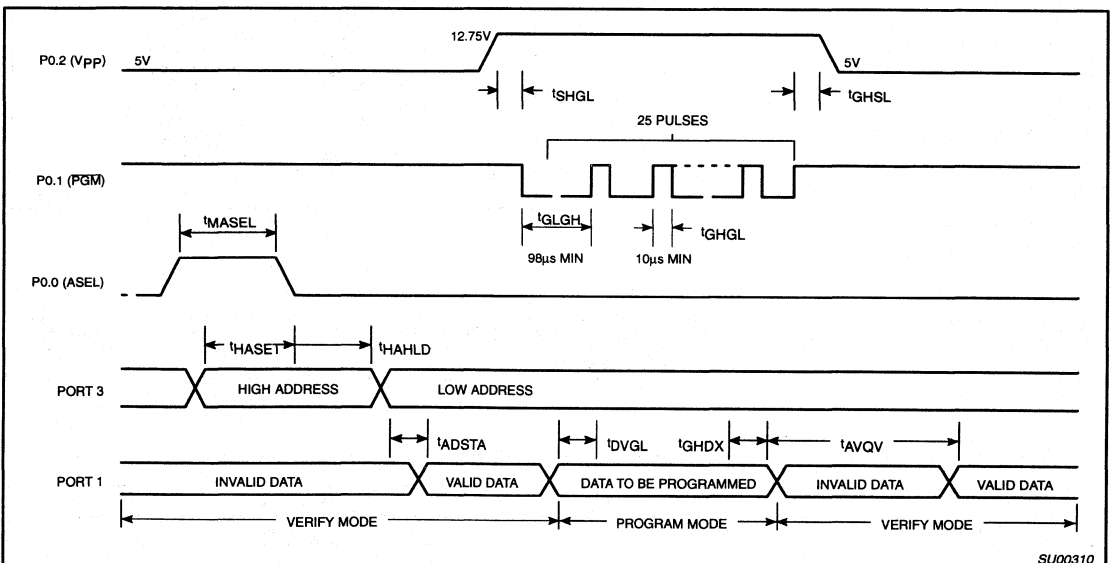 12.75V
P0.2 (VPP) 5V 5V
tSHGL tGHSL
25 PULSES
P0.1 (PGM)
tMASEL tGLGH tGHGL
98μs MIN 10μs MIN
P0.0 (ASEL)
tHASET tHAHLD
PORT 3 HIGH ADDRESS LOW ADDRESS
tADSTA tDVGL tGHDX tAVQV
PORT 1 INVALID DATA VALID DATA DATA TO BE PROGRAMMED INVALID DATA VALID DATA
VERIFY MODE PROGRAM MODE VERIFY MODE
SU00310